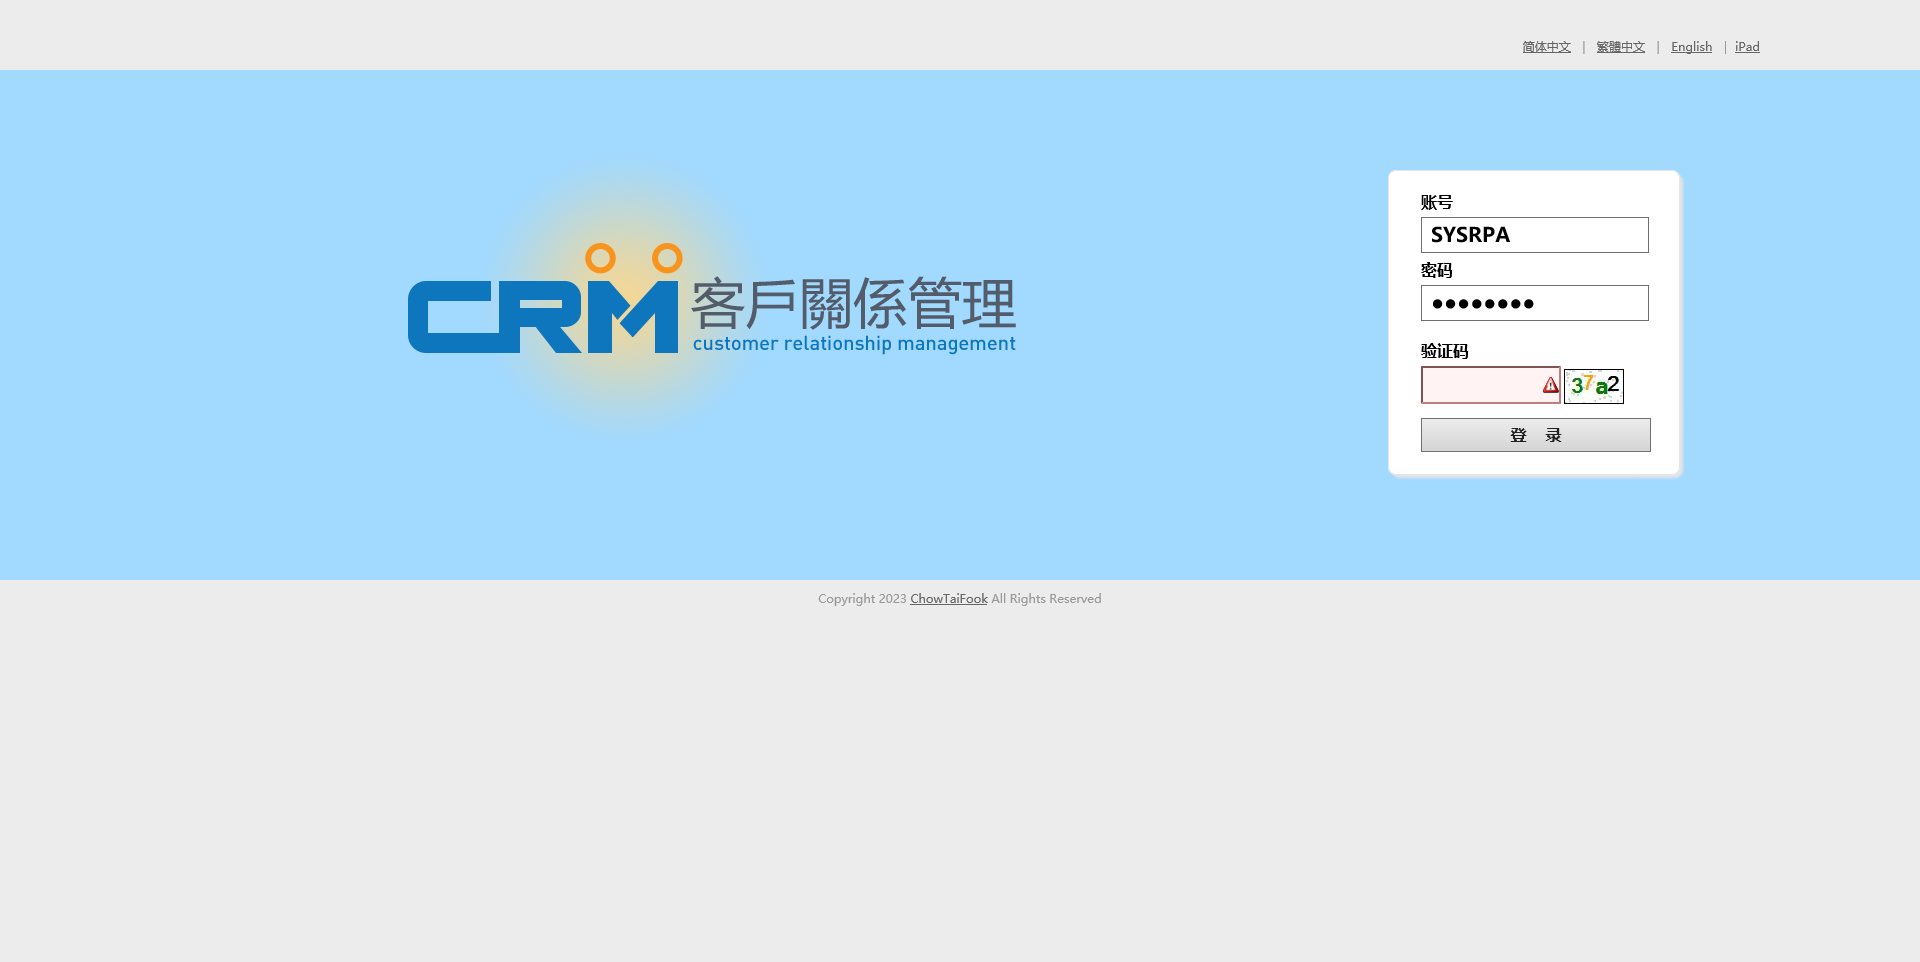 简体中文 | 繁體中文 | English | iPad
CRM 客戶關係管理
customer relationship management
账号
SYSRPA
密码
●●●●●●●●
验证码
37a2
登 录
Copyright 2023 ChowTaiFook All Rights Reserved